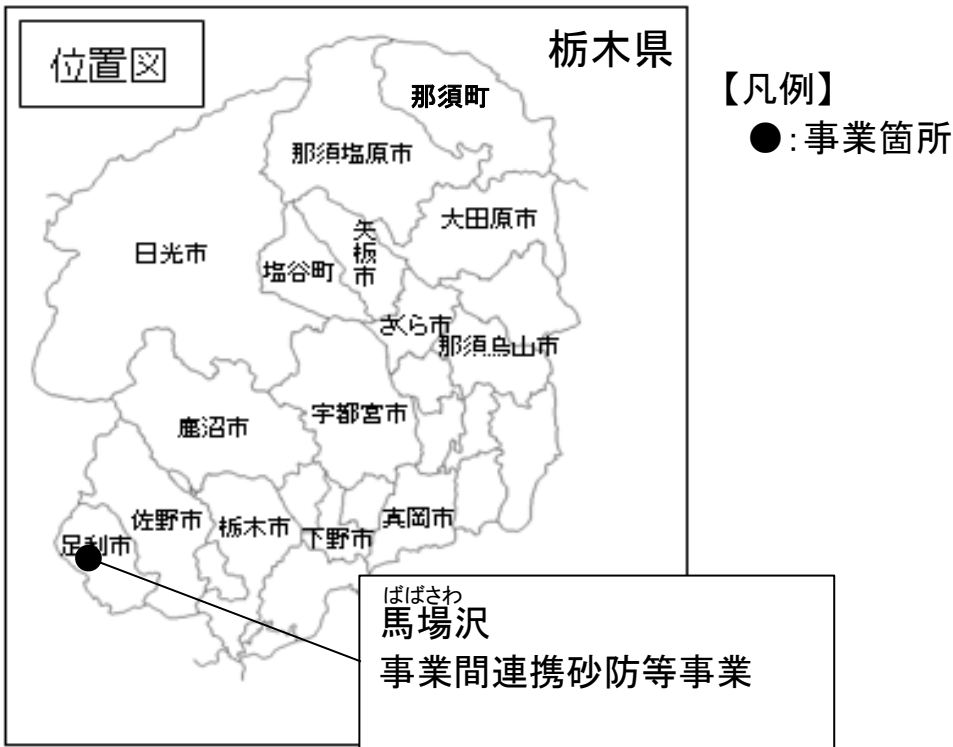 位置図
栃木県
【凡例】
●:事業箇所
那須町
那須塩原市
大田原市
矢板市
日光市
塩谷町
さくら市
那須烏山市
宇都宮市
鹿沼市
佐野市
栃木市
下野市
真岡市
足利市
ばばさわ
馬場沢
事業間連携砂防等事業